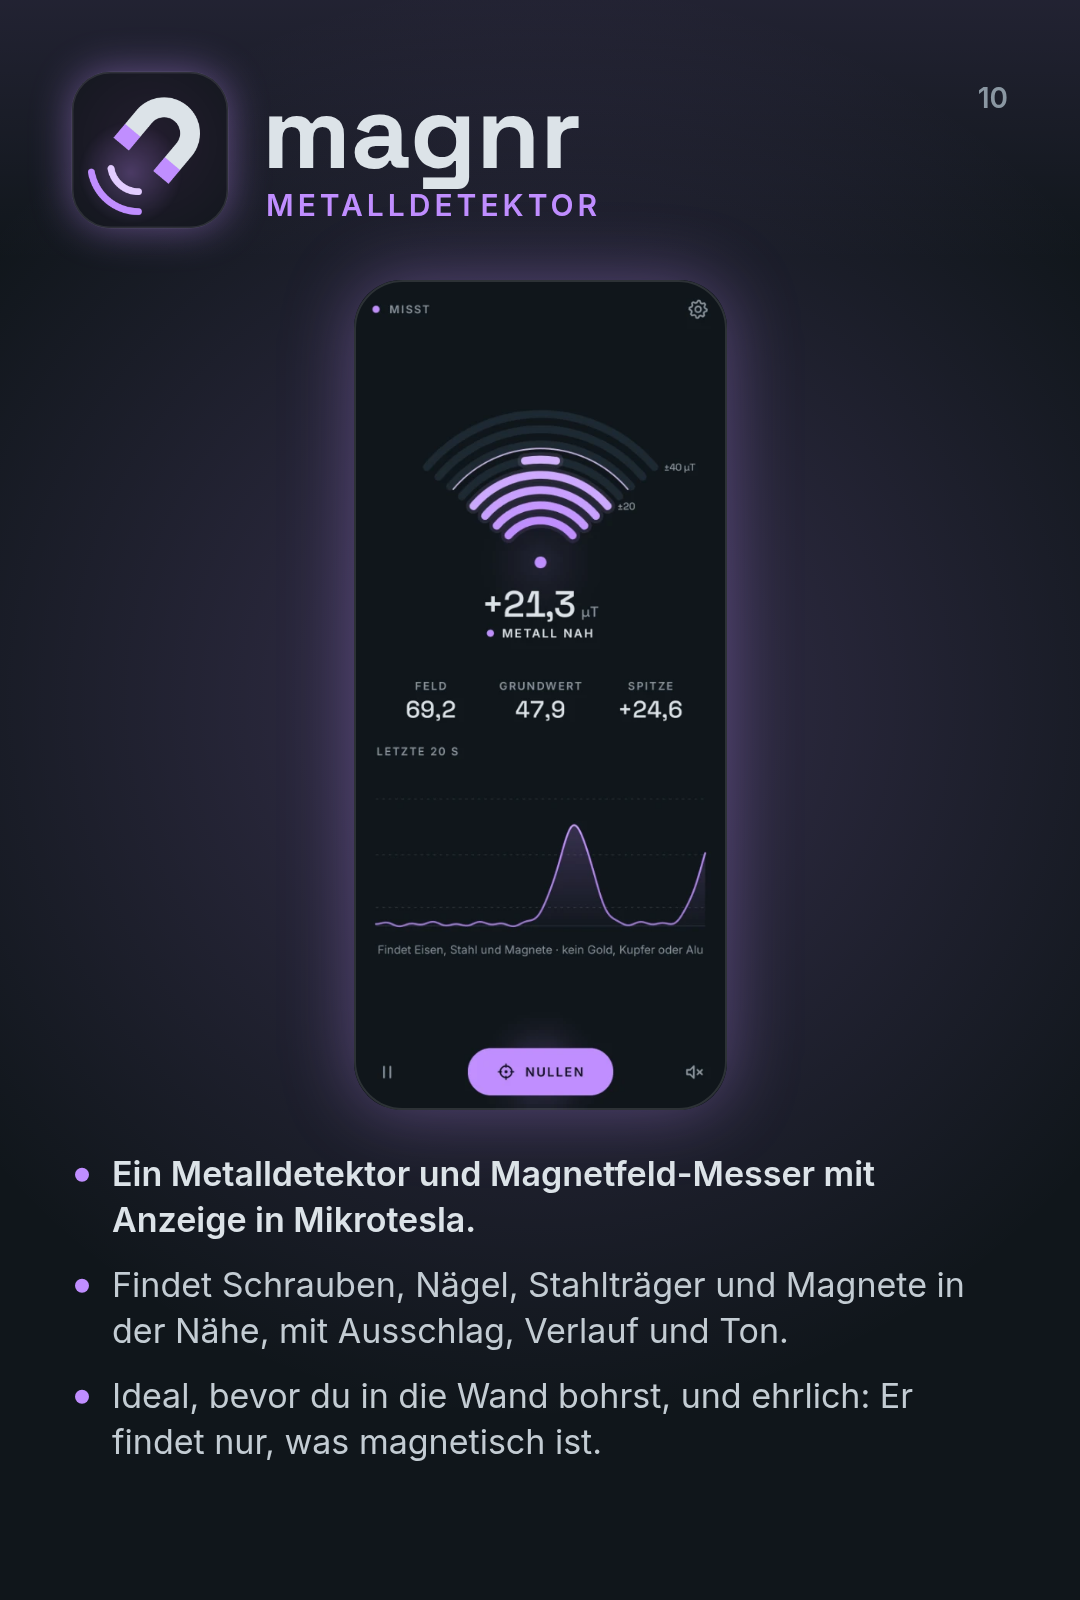 magnr
METALLDETEKTOR
10
MISST
±40 µT
±20
+21,3 µT
METALL NAH
FELD GRUNDWERT SPITZE
69,2 47,9 +24,6
LETZTE 20 S
Findet Eisen, Stahl und Magnete · kein Gold, Kupfer oder Alu
NULLEN
Ein Metalldetektor und Magnetfeld-Messer mit
Anzeige in Mikrotesla.
Findet Schrauben, Nägel, Stahlträger und Magnete in
der Nähe, mit Ausschlag, Verlauf und Ton.
Ideal, bevor du in die Wand bohrst, und ehrlich: Er
findet nur, was magnetisch ist.